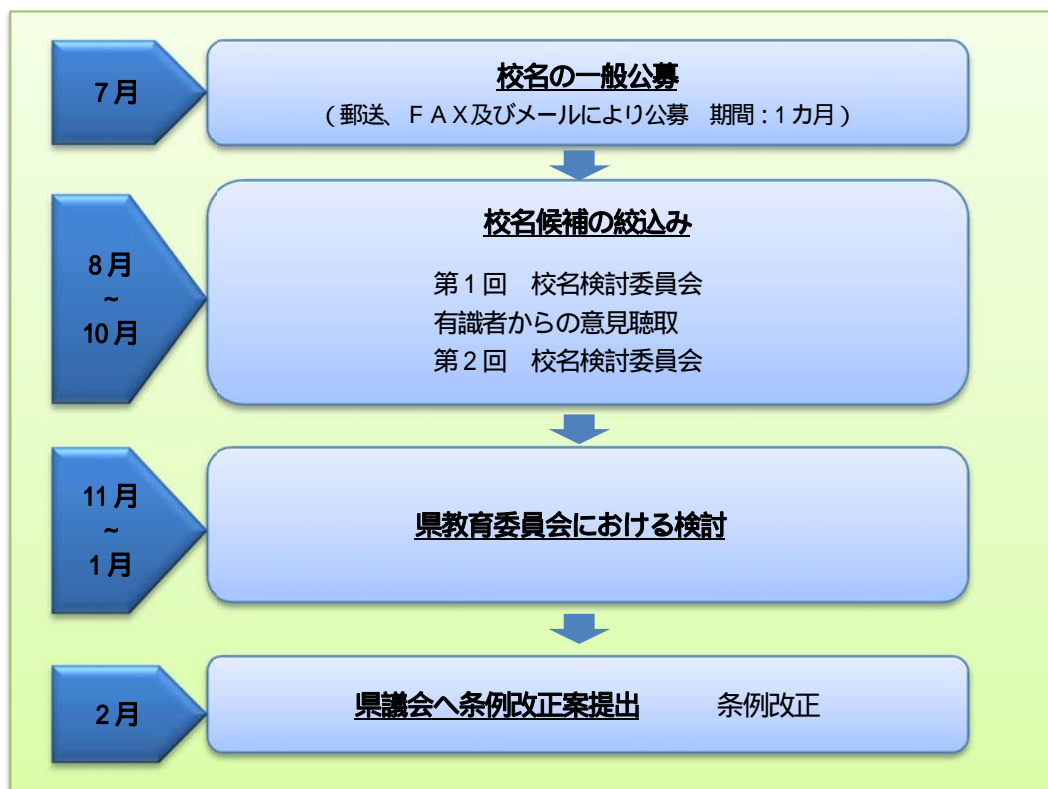 7月
校名の一般公募
(郵送、FAX及びメールにより公募　期間:1カ月)
8月
~
10月
校名候補の絞込み
第1回　校名検討委員会
有識者からの意見聴取
第2回　校名検討委員会
11月
~
1月
県教育委員会における検討
2月
県議会へ条例改正案提出　　条例改正